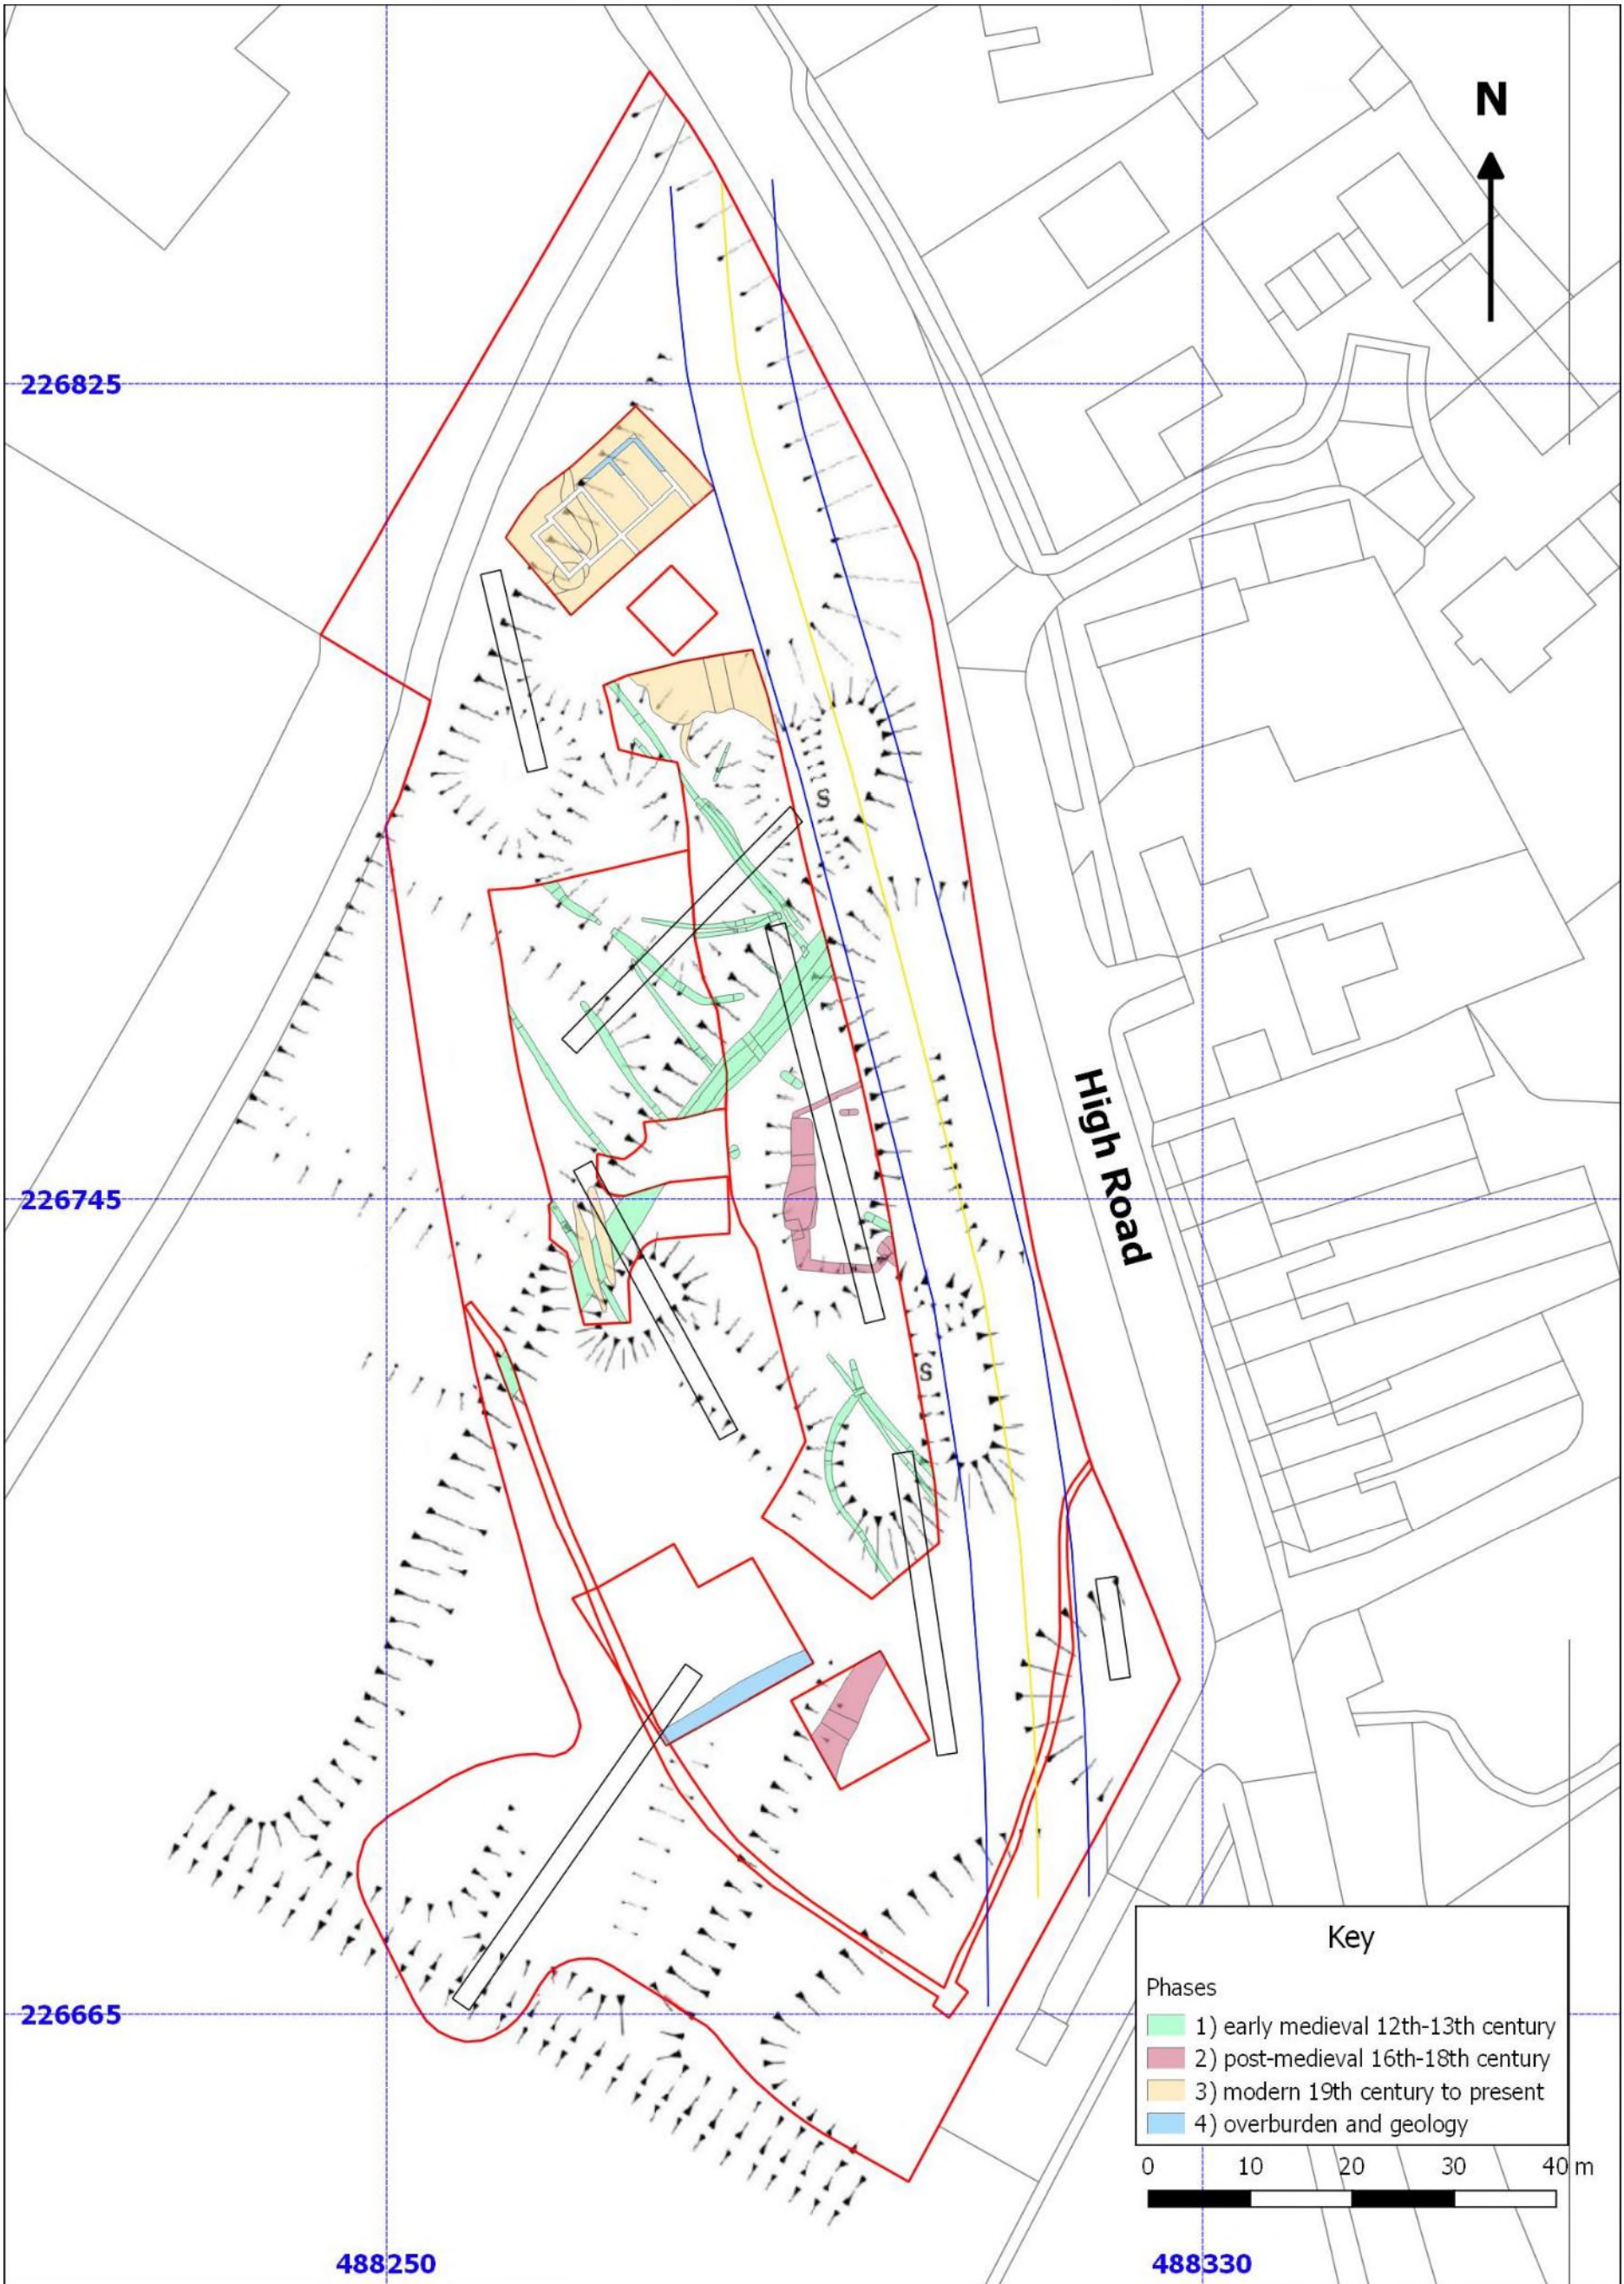 N
226825
S
High Road
226745
S
Key
Phases
1) early medieval 12th-13th century
226665
2) post-medieval 16th-18th century
3) modern 19th century to present
4) overburden and geology
0 10 20 30 40 m
488250 488330